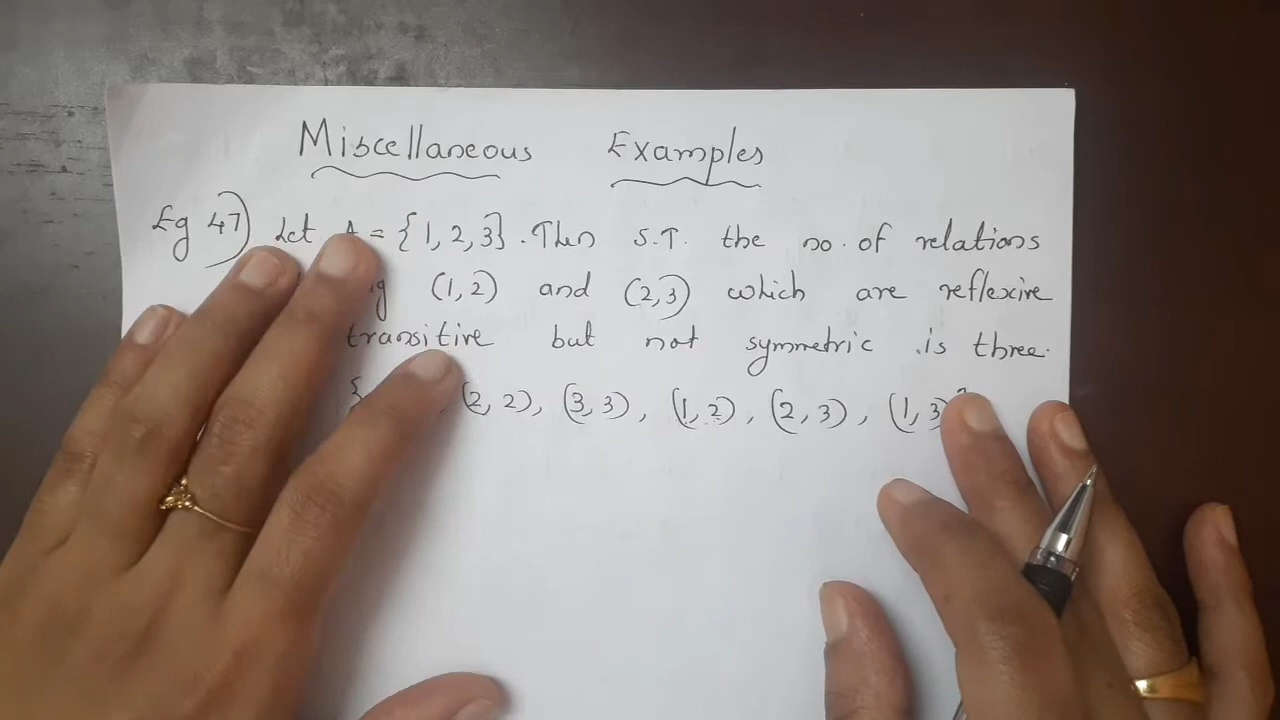 Miscellaneous Examples
Eg 47) Let A = {1, 2, 3}. Then S.T. the no. of relations
(1, 2) and (2, 3) which are reflexive
transitive but not symmetric is three.
{ (2, 2), (3, 3), (1, 2), (2, 3), (1, 3)